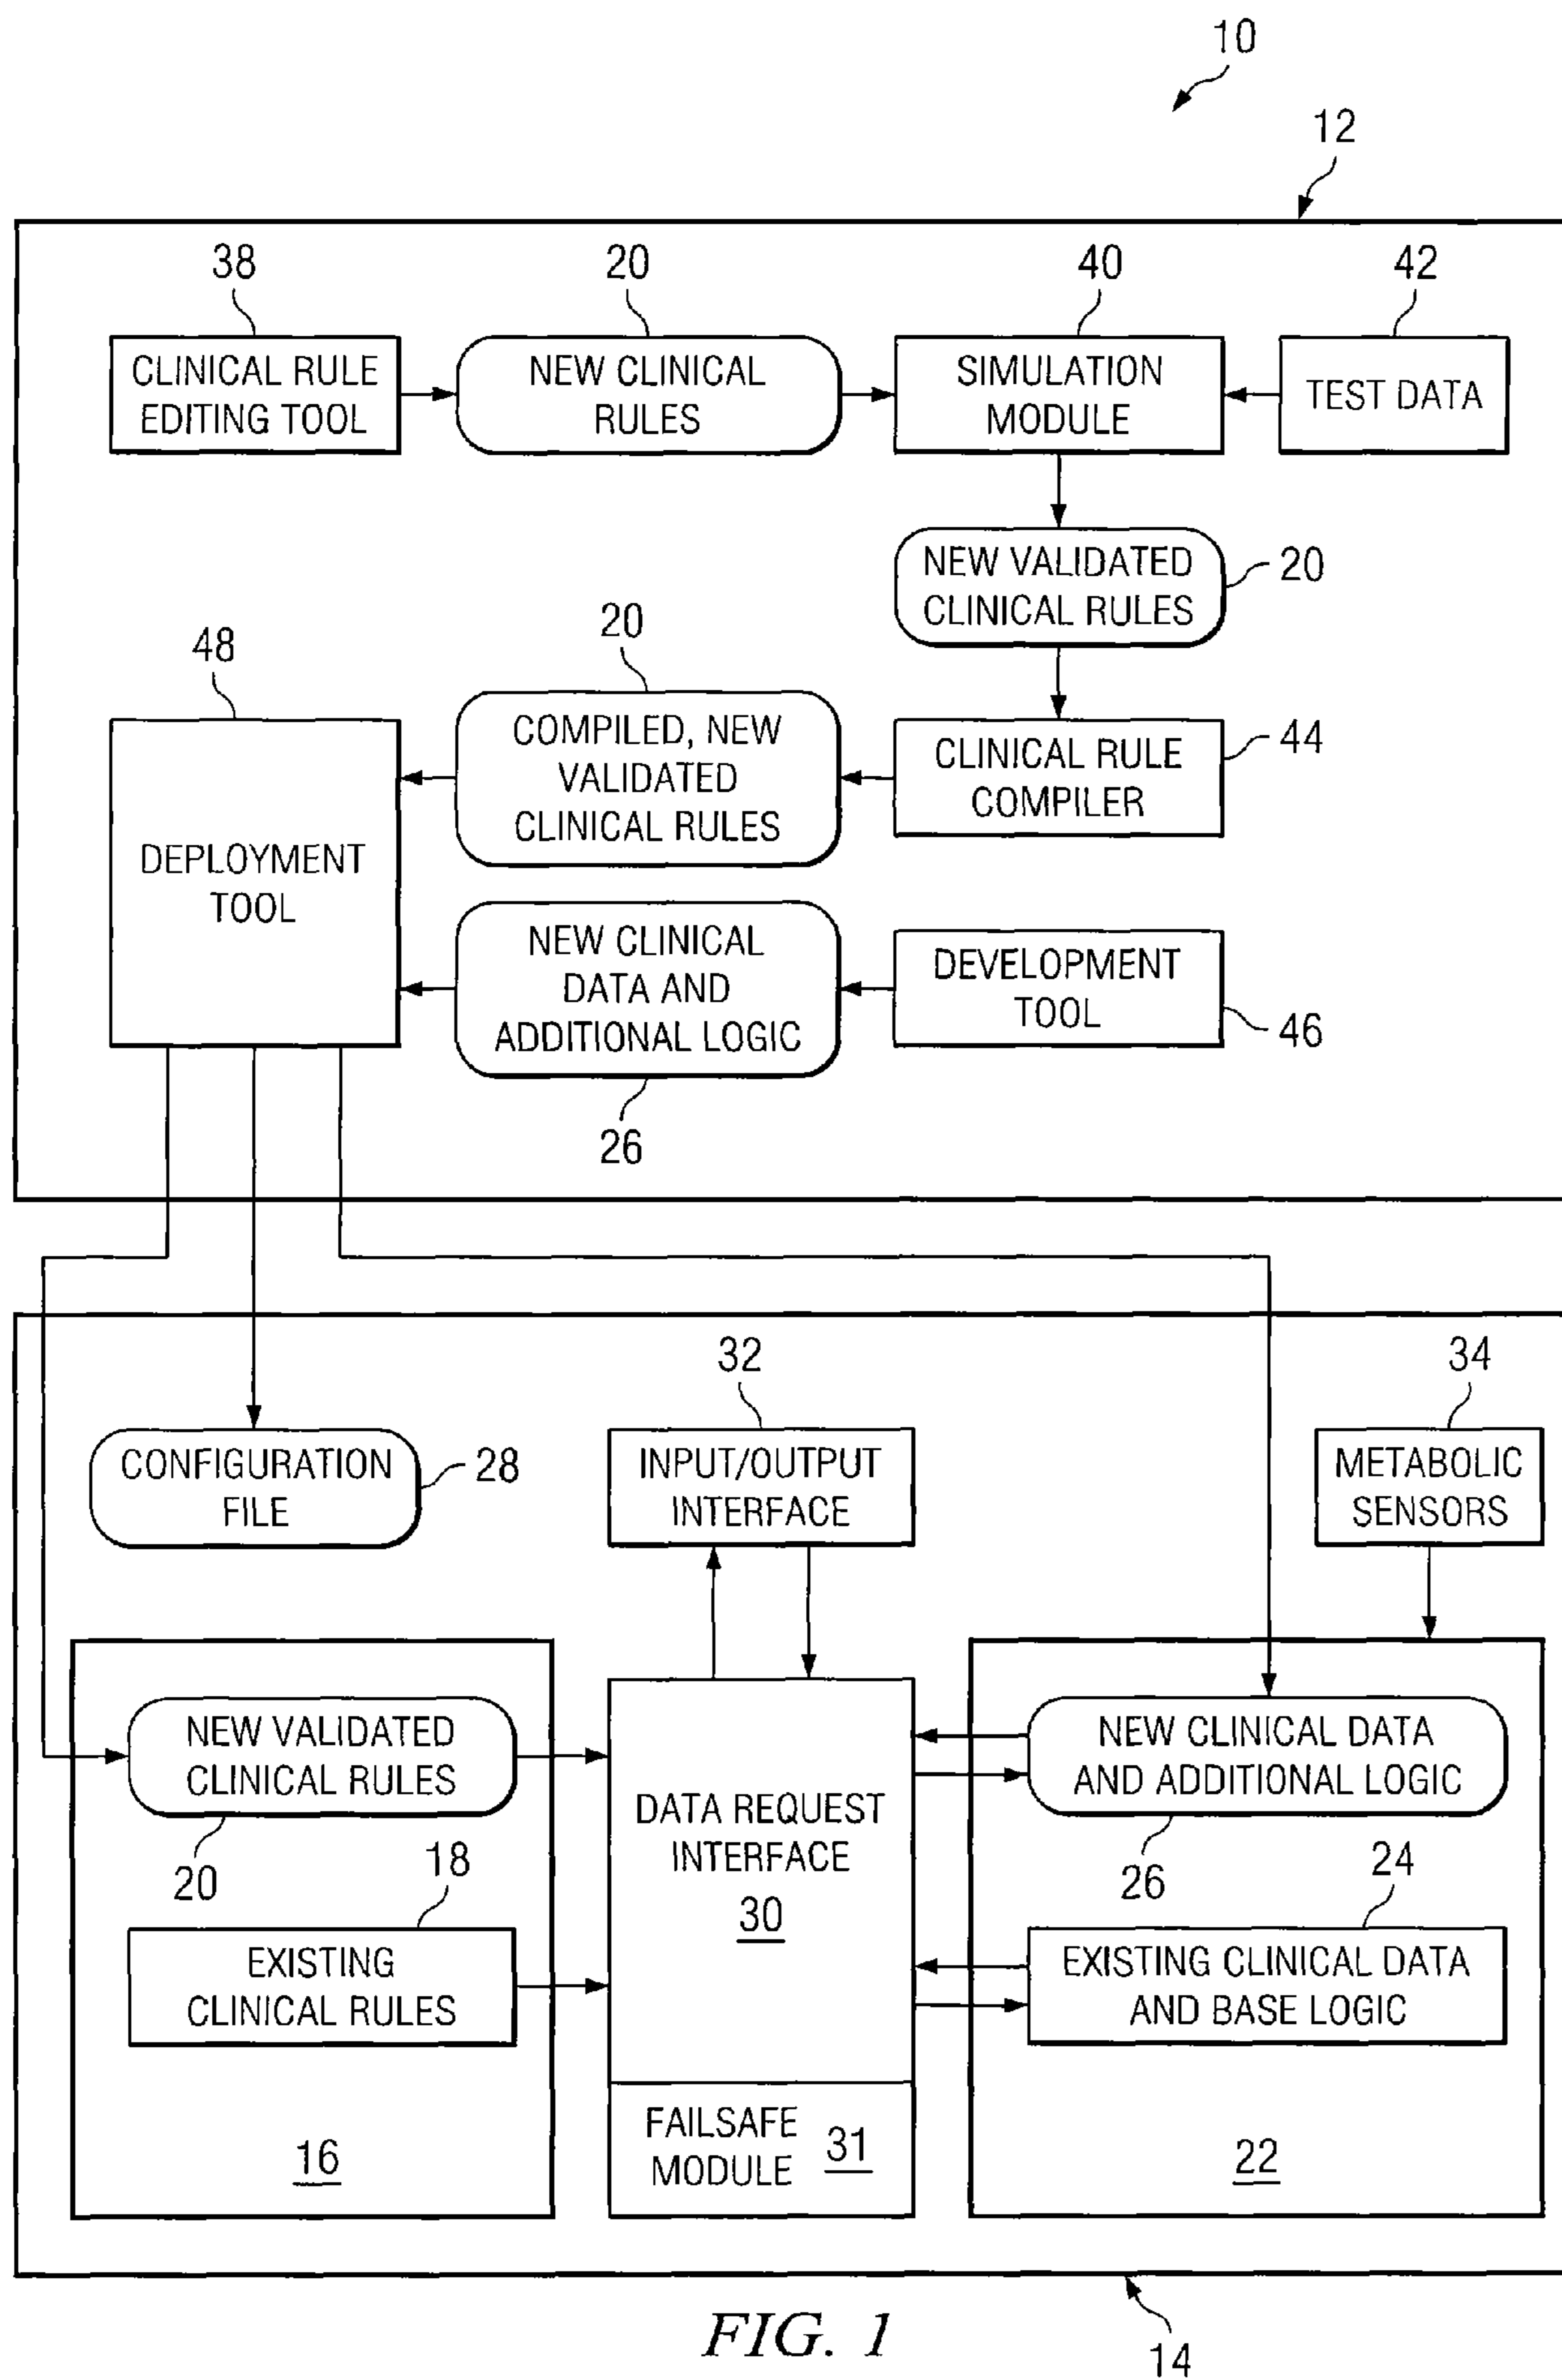 10
12
38
20
40
42
CLINICAL RULE
EDITING TOOL
NEW CLINICAL
RULES
SIMULATION
MODULE
TEST DATA
NEW VALIDATED
CLINICAL RULES
20
48
20
DEPLOYMENT
TOOL
COMPILED, NEW
VALIDATED
CLINICAL RULES
CLINICAL RULE
COMPILER
44
NEW CLINICAL
DATA AND
ADDITIONAL LOGIC
DEVELOPMENT
TOOL
46
26
32
34
CONFIGURATION
FILE
28
INPUT/OUTPUT
INTERFACE
METABOLIC
SENSORS
NEW VALIDATED
CLINICAL RULES
20
18
EXISTING
CLINICAL RULES
16
DATA REQUEST
INTERFACE
30
FAILSAFE
MODULE
31
NEW CLINICAL DATA
AND ADDITIONAL LOGIC
26
24
EXISTING CLINICAL DATA
AND BASE LOGIC
22
14
FIG. 1